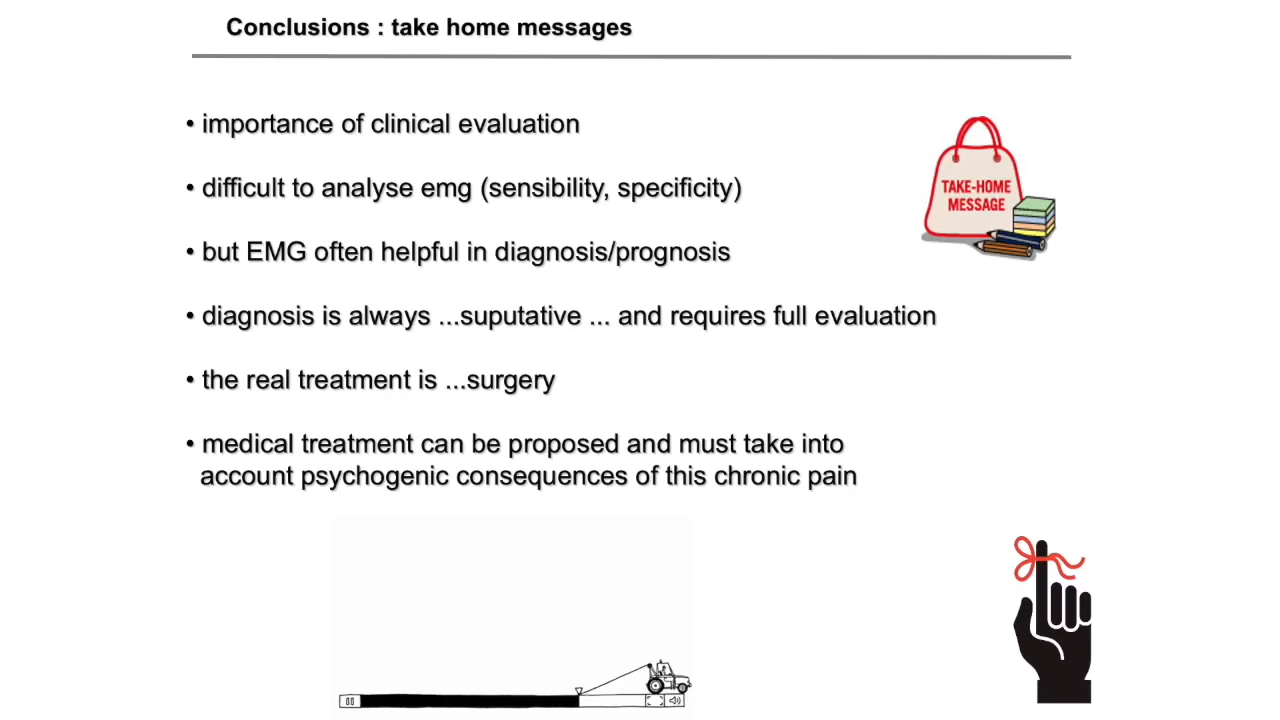 Conclusions : take home messages
• importance of clinical evaluation
• difficult to analyse emg (sensibility, specificity)
• but EMG often helpful in diagnosis/prognosis
• diagnosis is always ...suputative ... and requires full evaluation
• the real treatment is ...surgery
• medical treatment can be proposed and must take into
account psychogenic consequences of this chronic pain
TAKE-HOME
MESSAGE